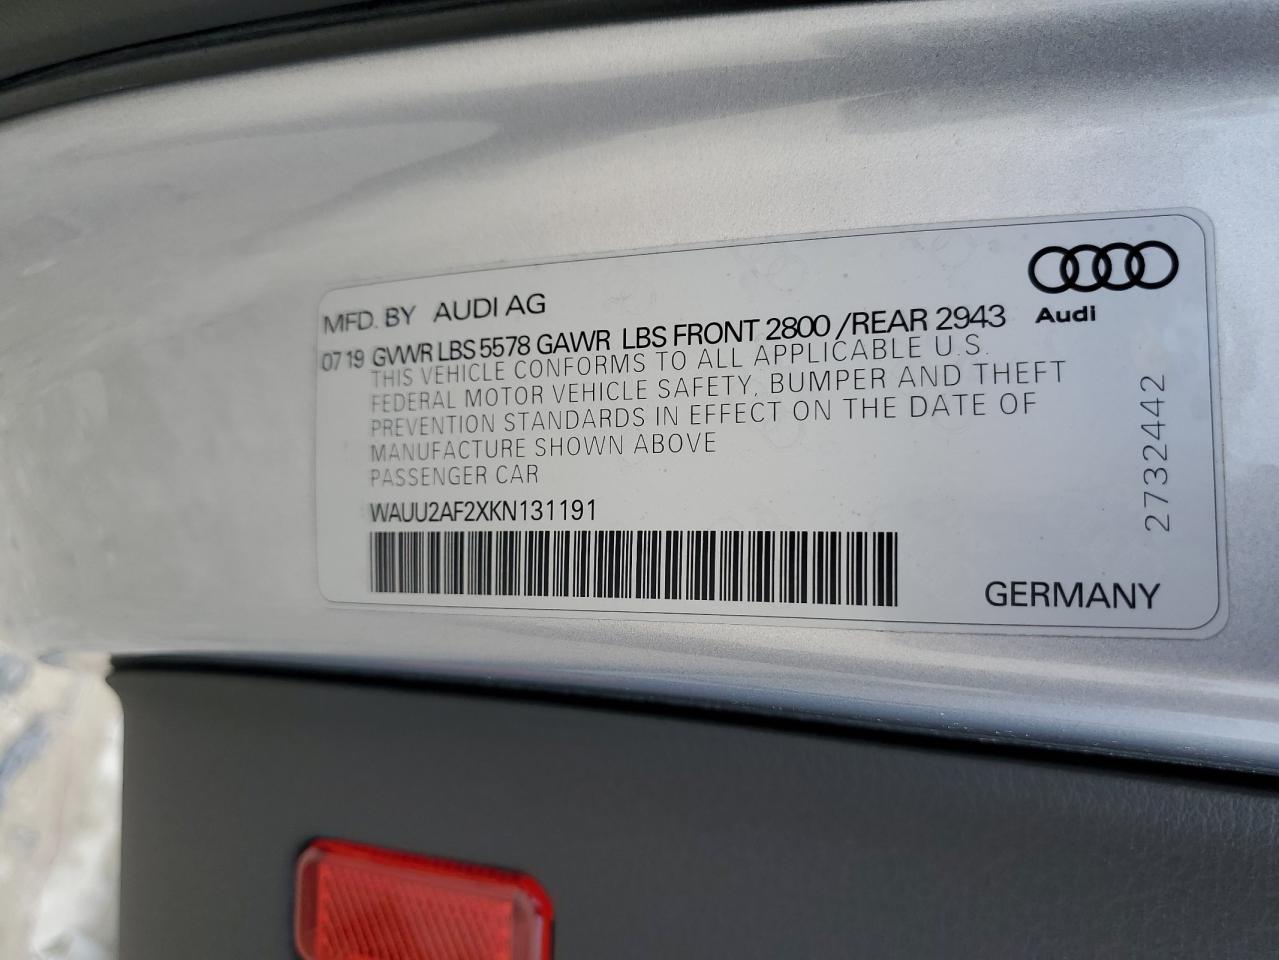 MFD. BY AUDI AG
07 19 GVWR LBS 5578 GAWR LBS FRONT 2800 /REAR 2943
THIS VEHICLE CONFORMS TO ALL APPLICABLE U.S.
FEDERAL MOTOR VEHICLE SAFETY, BUMPER AND THEFT
PREVENTION STANDARDS IN EFFECT ON THE DATE OF
MANUFACTURE SHOWN ABOVE
PASSENGER CAR
WAUU2AF2XKN131191
Audi
27324442
GERMANY